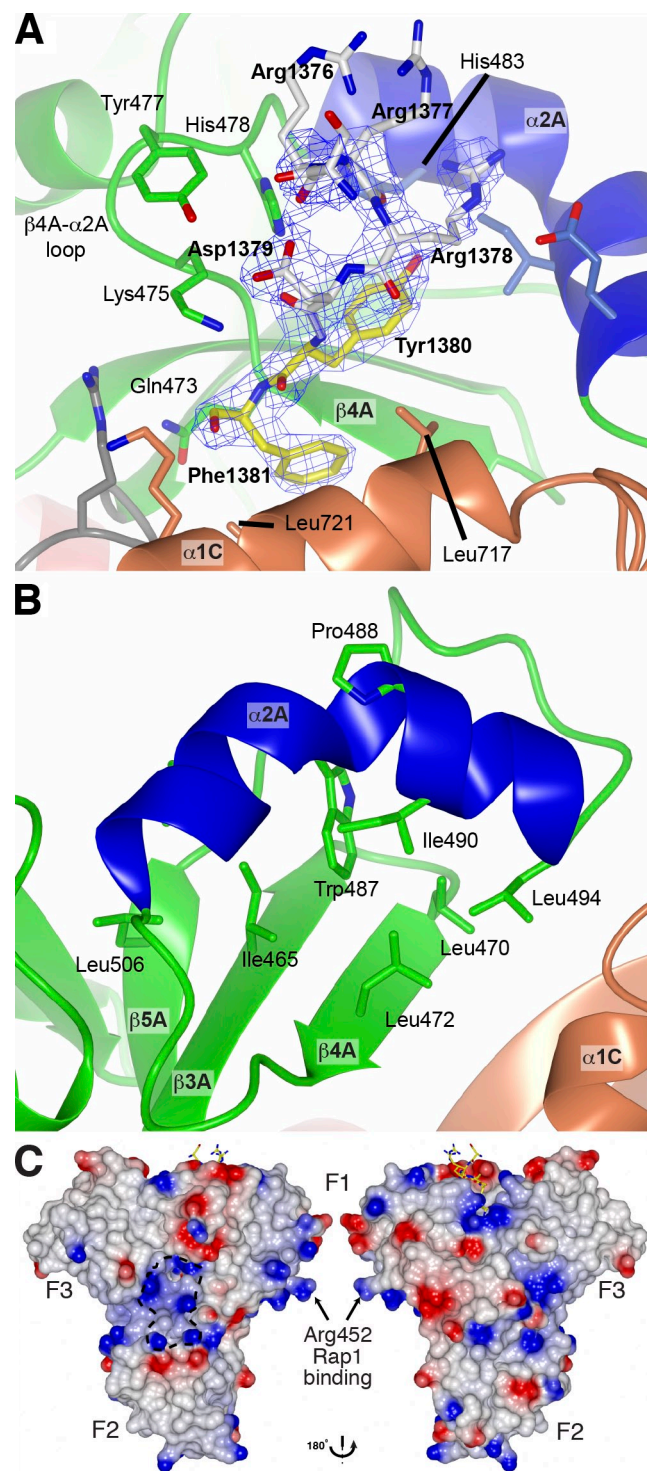 A
Arg1376
His483
Tyr477
His478
Arg1377
α2A
β4A-α2A
loop
Asp1379
Arg1378
Lys475
Tyr1380
Gln473
β4A
Phe1381
Leu721
α1C
Leu717
B
Pro488
α2A
Ile490
Trp487
Leu494
Leu506
Ile465
Leu470
Leu472
β5A
β4A
α1C
β3A
C
F1
F3
F3
Arg452
Rap1
binding
F2
F2
180°